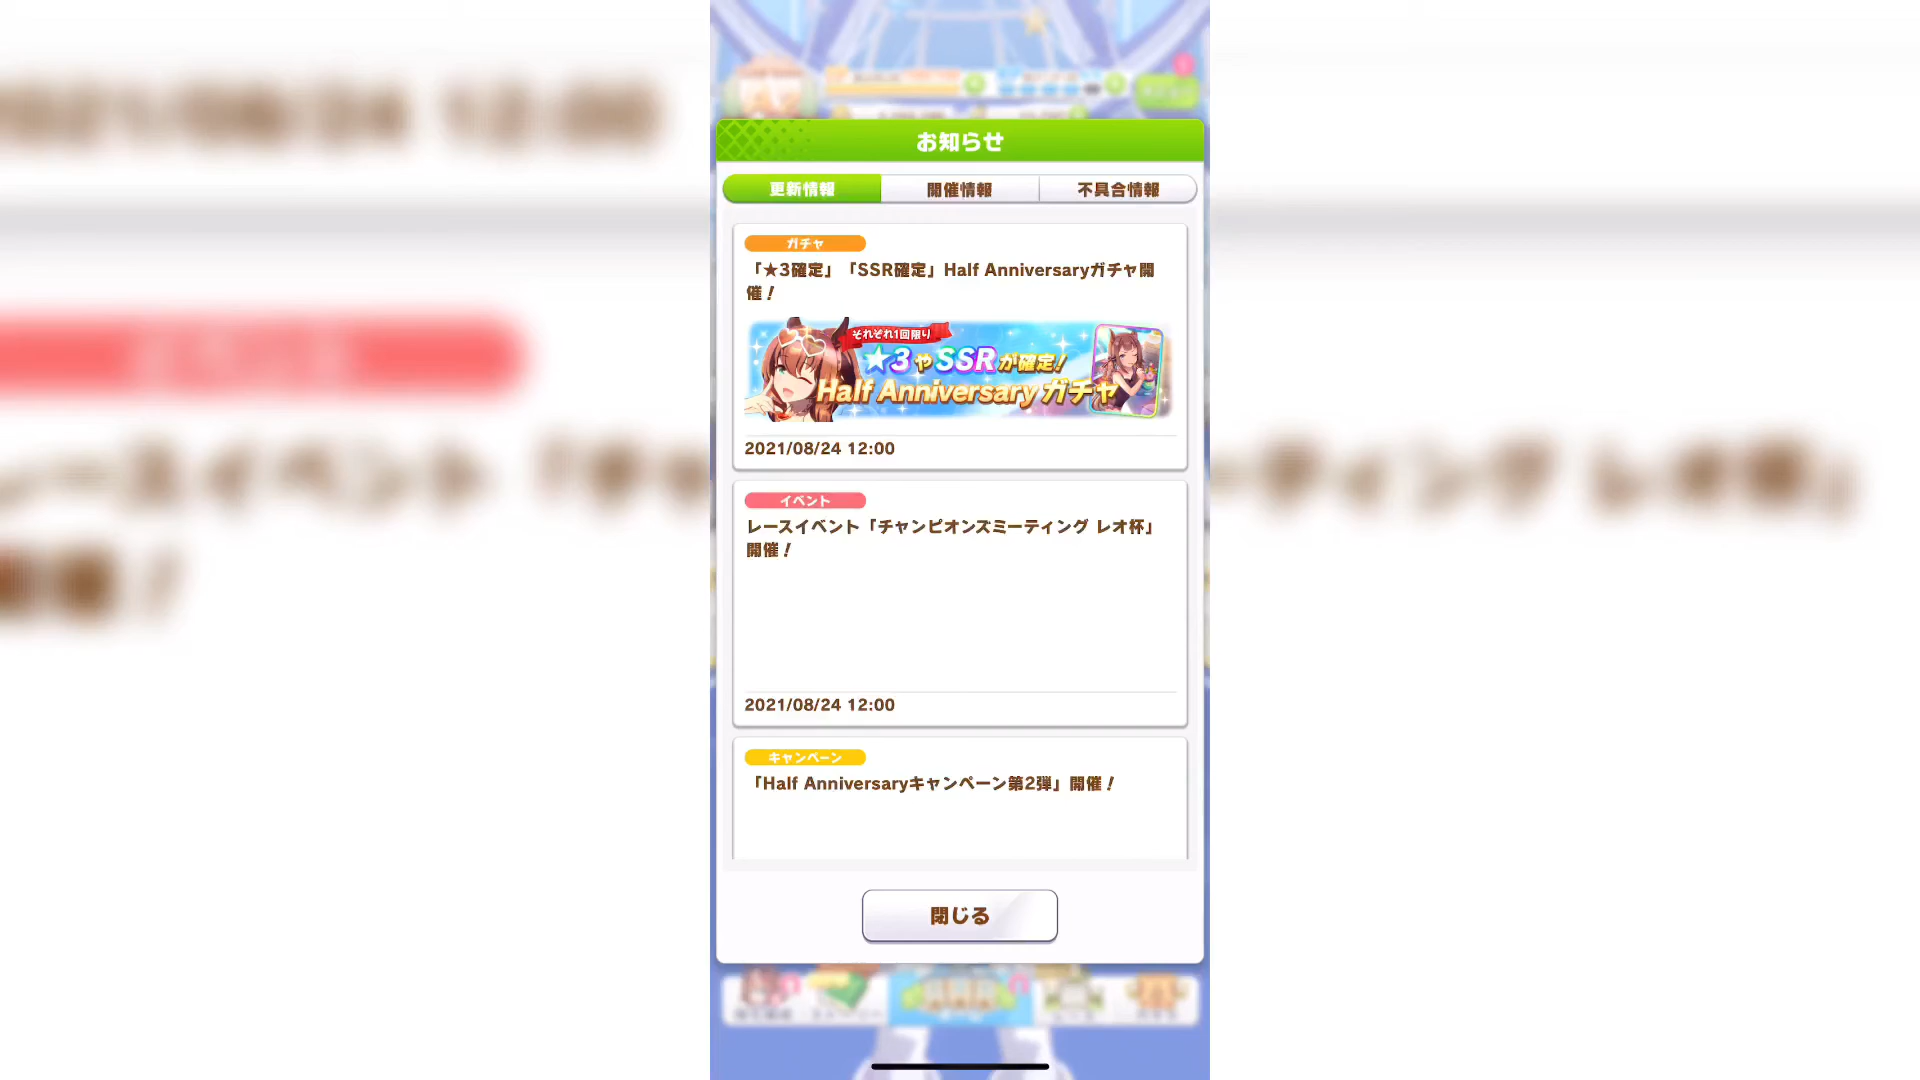 お知らせ
更新情報
開催情報
不具合情報
ガチャ
「★3確定」「SSR確定」Half Anniversaryガチャ開
催！
それぞれ1回限り
★3やSSRが確定!
Half Anniversaryガチャ
2021/08/24 12:00
イベント
レースイベント「チャンピオンズミーティング レオ杯」
開催！
2021/08/24 12:00
キャンペーン
「Half Anniversaryキャンペーン第2弾」開催！
閉じる